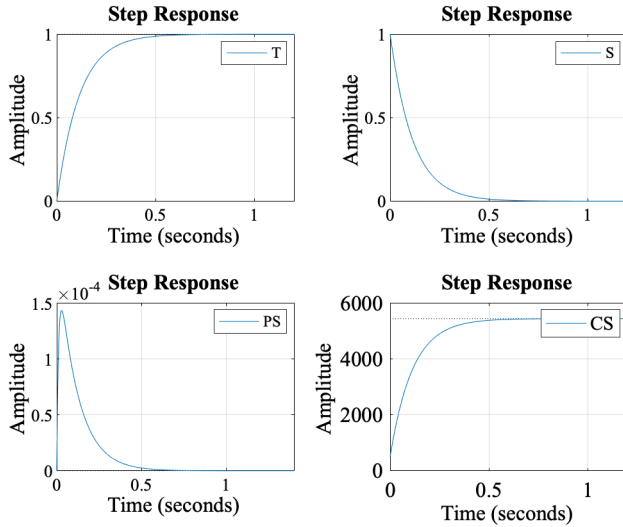 Step Response
1
0.5
0
Amplitude
T
0 0.5 1
Time (seconds)
Step Response
1
0.5
0
Amplitude
S
0 0.5 1
Time (seconds)
Step Response
×10-4
1.5
1
0.5
0
Amplitude
PS
0 0.5 1
Time (seconds)
Step Response
6000
4000
2000
0
Amplitude
CS
0 0.5 1
Time (seconds)